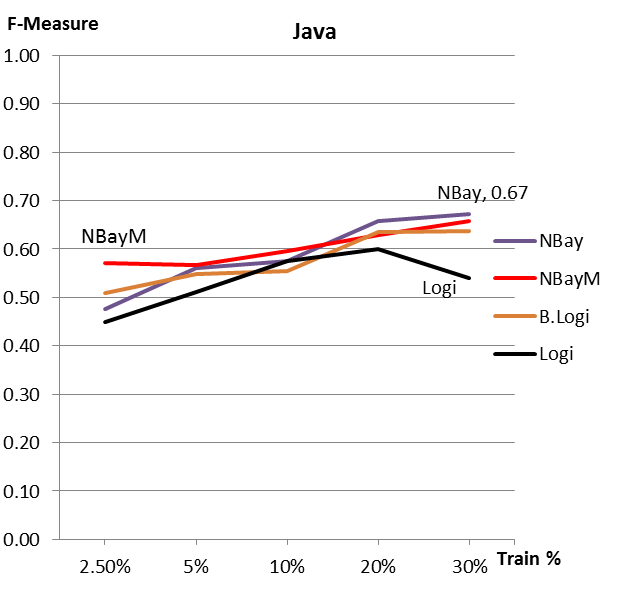 F-Measure
Java
1.00
0.90
0.80
0.70
0.60
0.50
0.40
0.30
0.20
0.10
0.00
NBayM
NBay, 0.67
Logi
NBay
NBayM
B.Logi
Logi
2.50% 5% 10% 20% 30% Train %